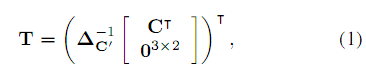 T = ( Δ_{C′}^{−1} [ C^⊺ ; 0^{3×2} ] )^⊺ , (1)